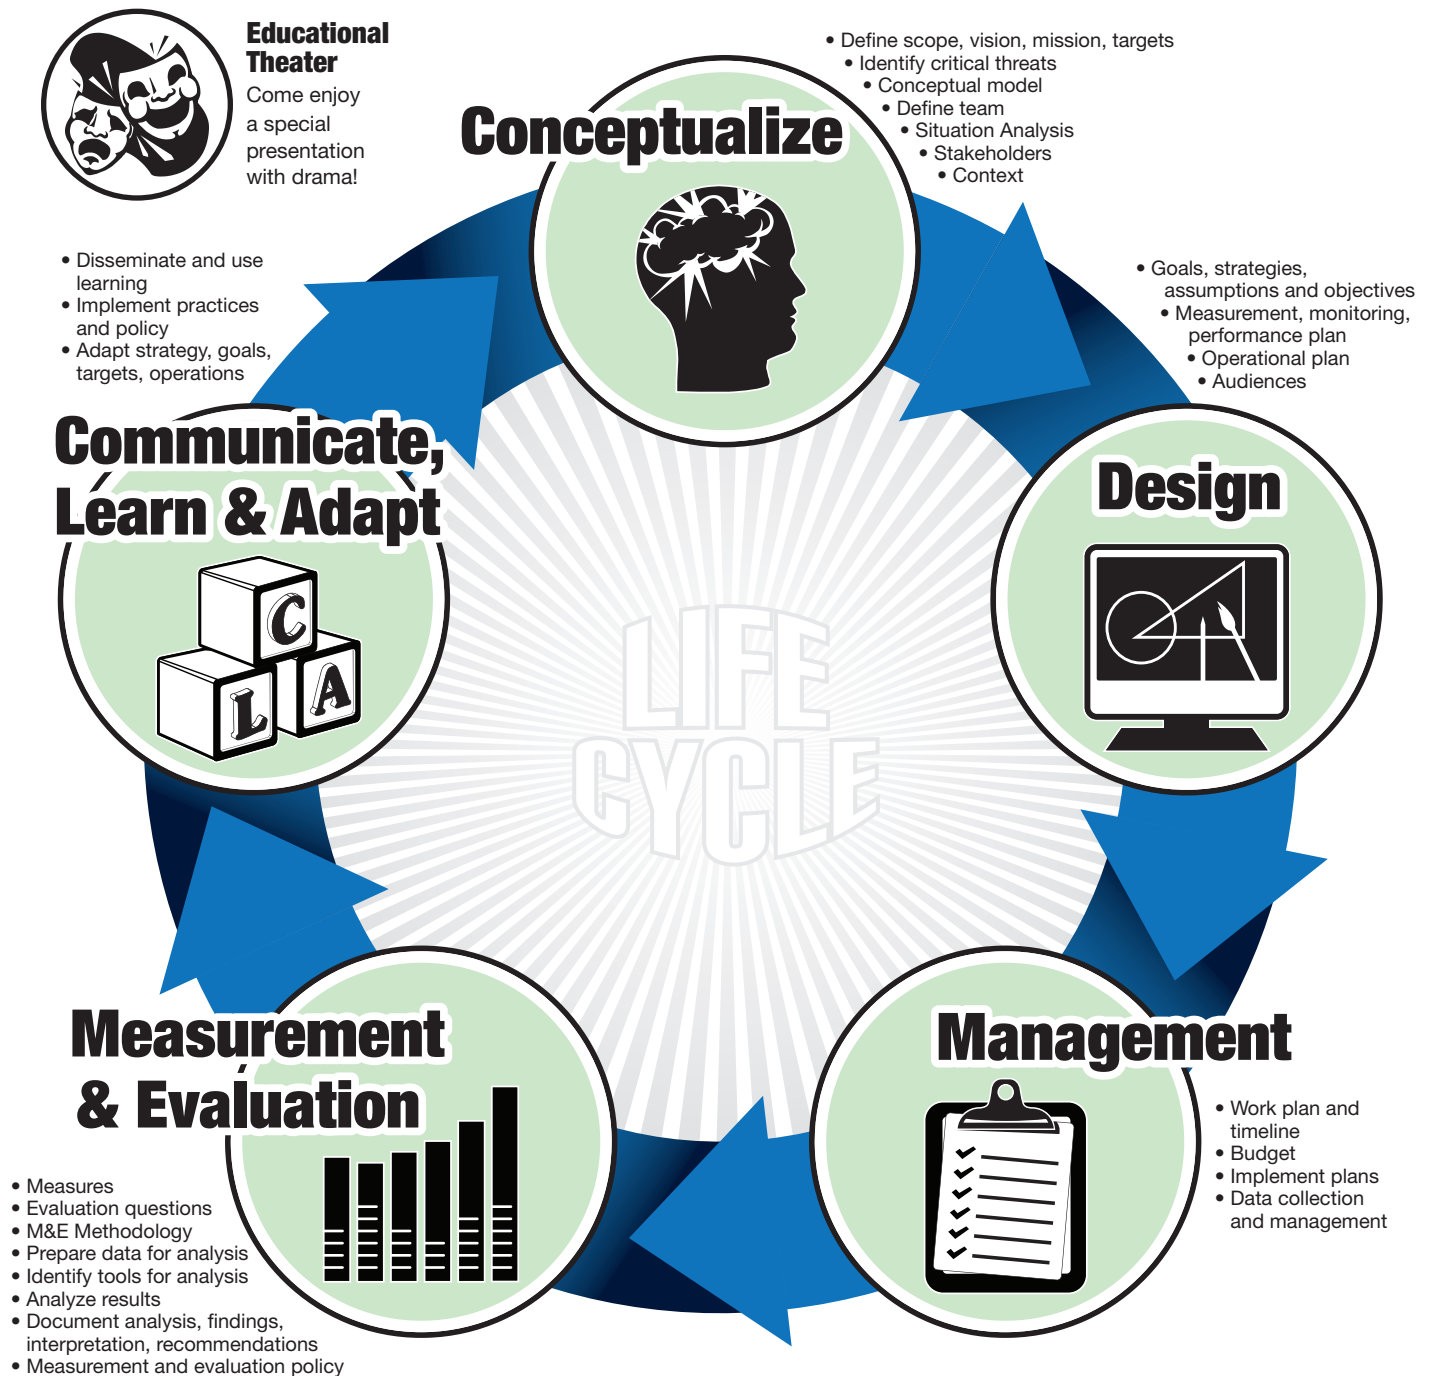 Educational
Theater
Come enjoy
a special
presentation
with drama!
Conceptualize
• Define scope, vision, mission, targets
• Identify critical threats
• Conceptual model
• Define team
• Situation Analysis
• Stakeholders
• Context
• Goals, strategies,
assumptions and objectives
• Measurement, monitoring,
performance plan
• Operational plan
• Audiences
Design
• Disseminate and use
learning
• Implement practices
and policy
• Adapt strategy, goals,
targets, operations
Communicate,
Learn & Adapt
C
L
A
LIFE
CYCLE
Management
• Work plan and
timeline
• Budget
• Implement plans
• Data collection
and management
Measurement
& Evaluation
• Measures
• Evaluation questions
• M&E Methodology
• Prepare data for analysis
• Identify tools for analysis
• Analyze results
• Document analysis, findings,
interpretation, recommendations
• Measurement and evaluation policy